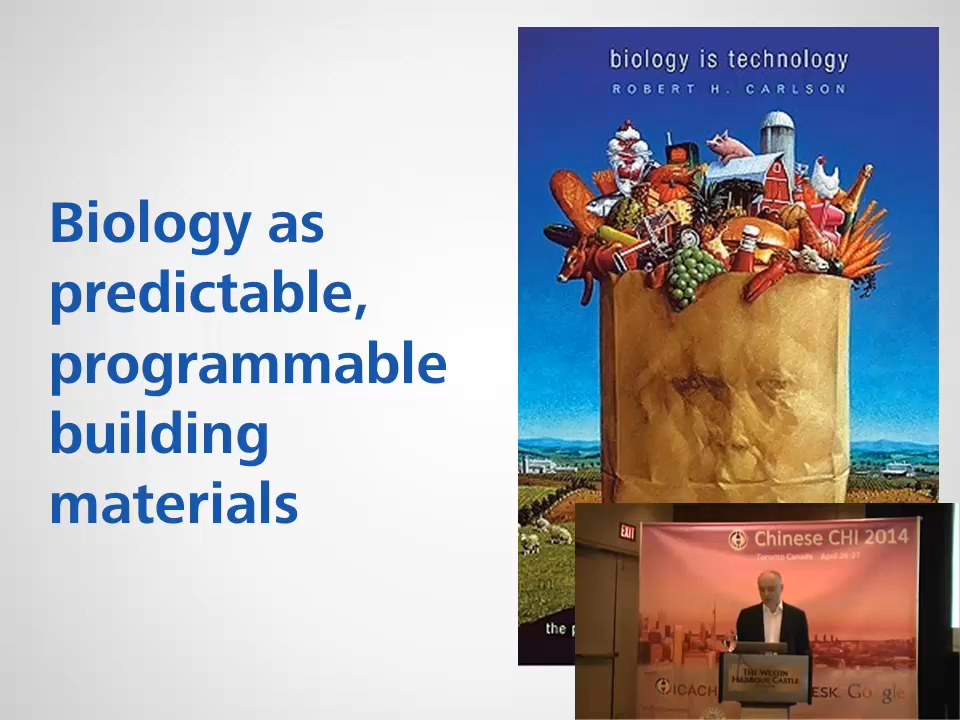 biology is technology
ROBERT H. CARLSON
Biology as
predictable,
programmable
building
materials
the
EXIT
Chinese CHI 2014
Toronto Canada April 26-27
THE WESTIN
HARBOUR CASTLE
ICACH
ESK
Google